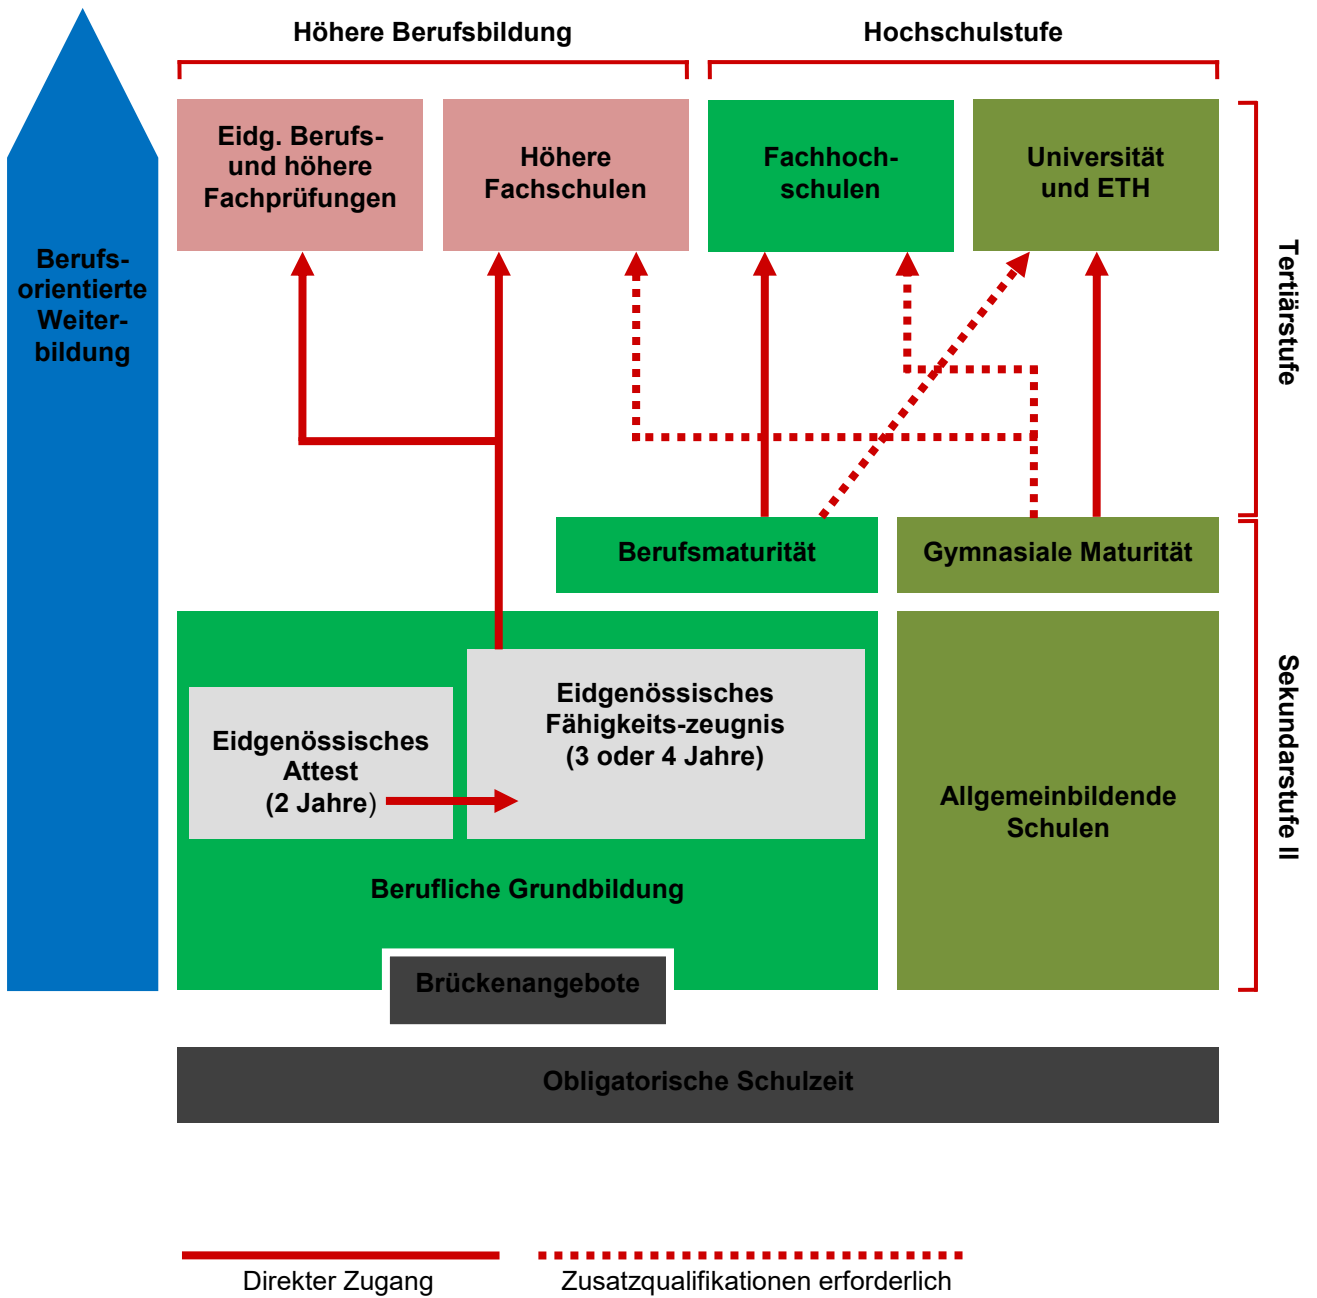 Höhere Berufsbildung
Hochschulstufe
Eidg. Berufs-
und höhere
Fachprüfungen
Höhere
Fachschulen
Fachhoch-
schulen
Universität
und ETH
Berufs-
orientierte
Weiter-
bildung
Tertiärstufe
Berufsmaturität
Gymnasiale Maturität
Eidgenössisches
Fähigkeits-zeugnis
(3 oder 4 Jahre)
Eidgenössisches
Attest
(2 Jahre)
Allgemeinbildende
Schulen
Sekundarstufe II
Berufliche Grundbildung
Brückenangebote
Obligatorische Schulzeit
Direkter Zugang
Zusatzqualifikationen erforderlich